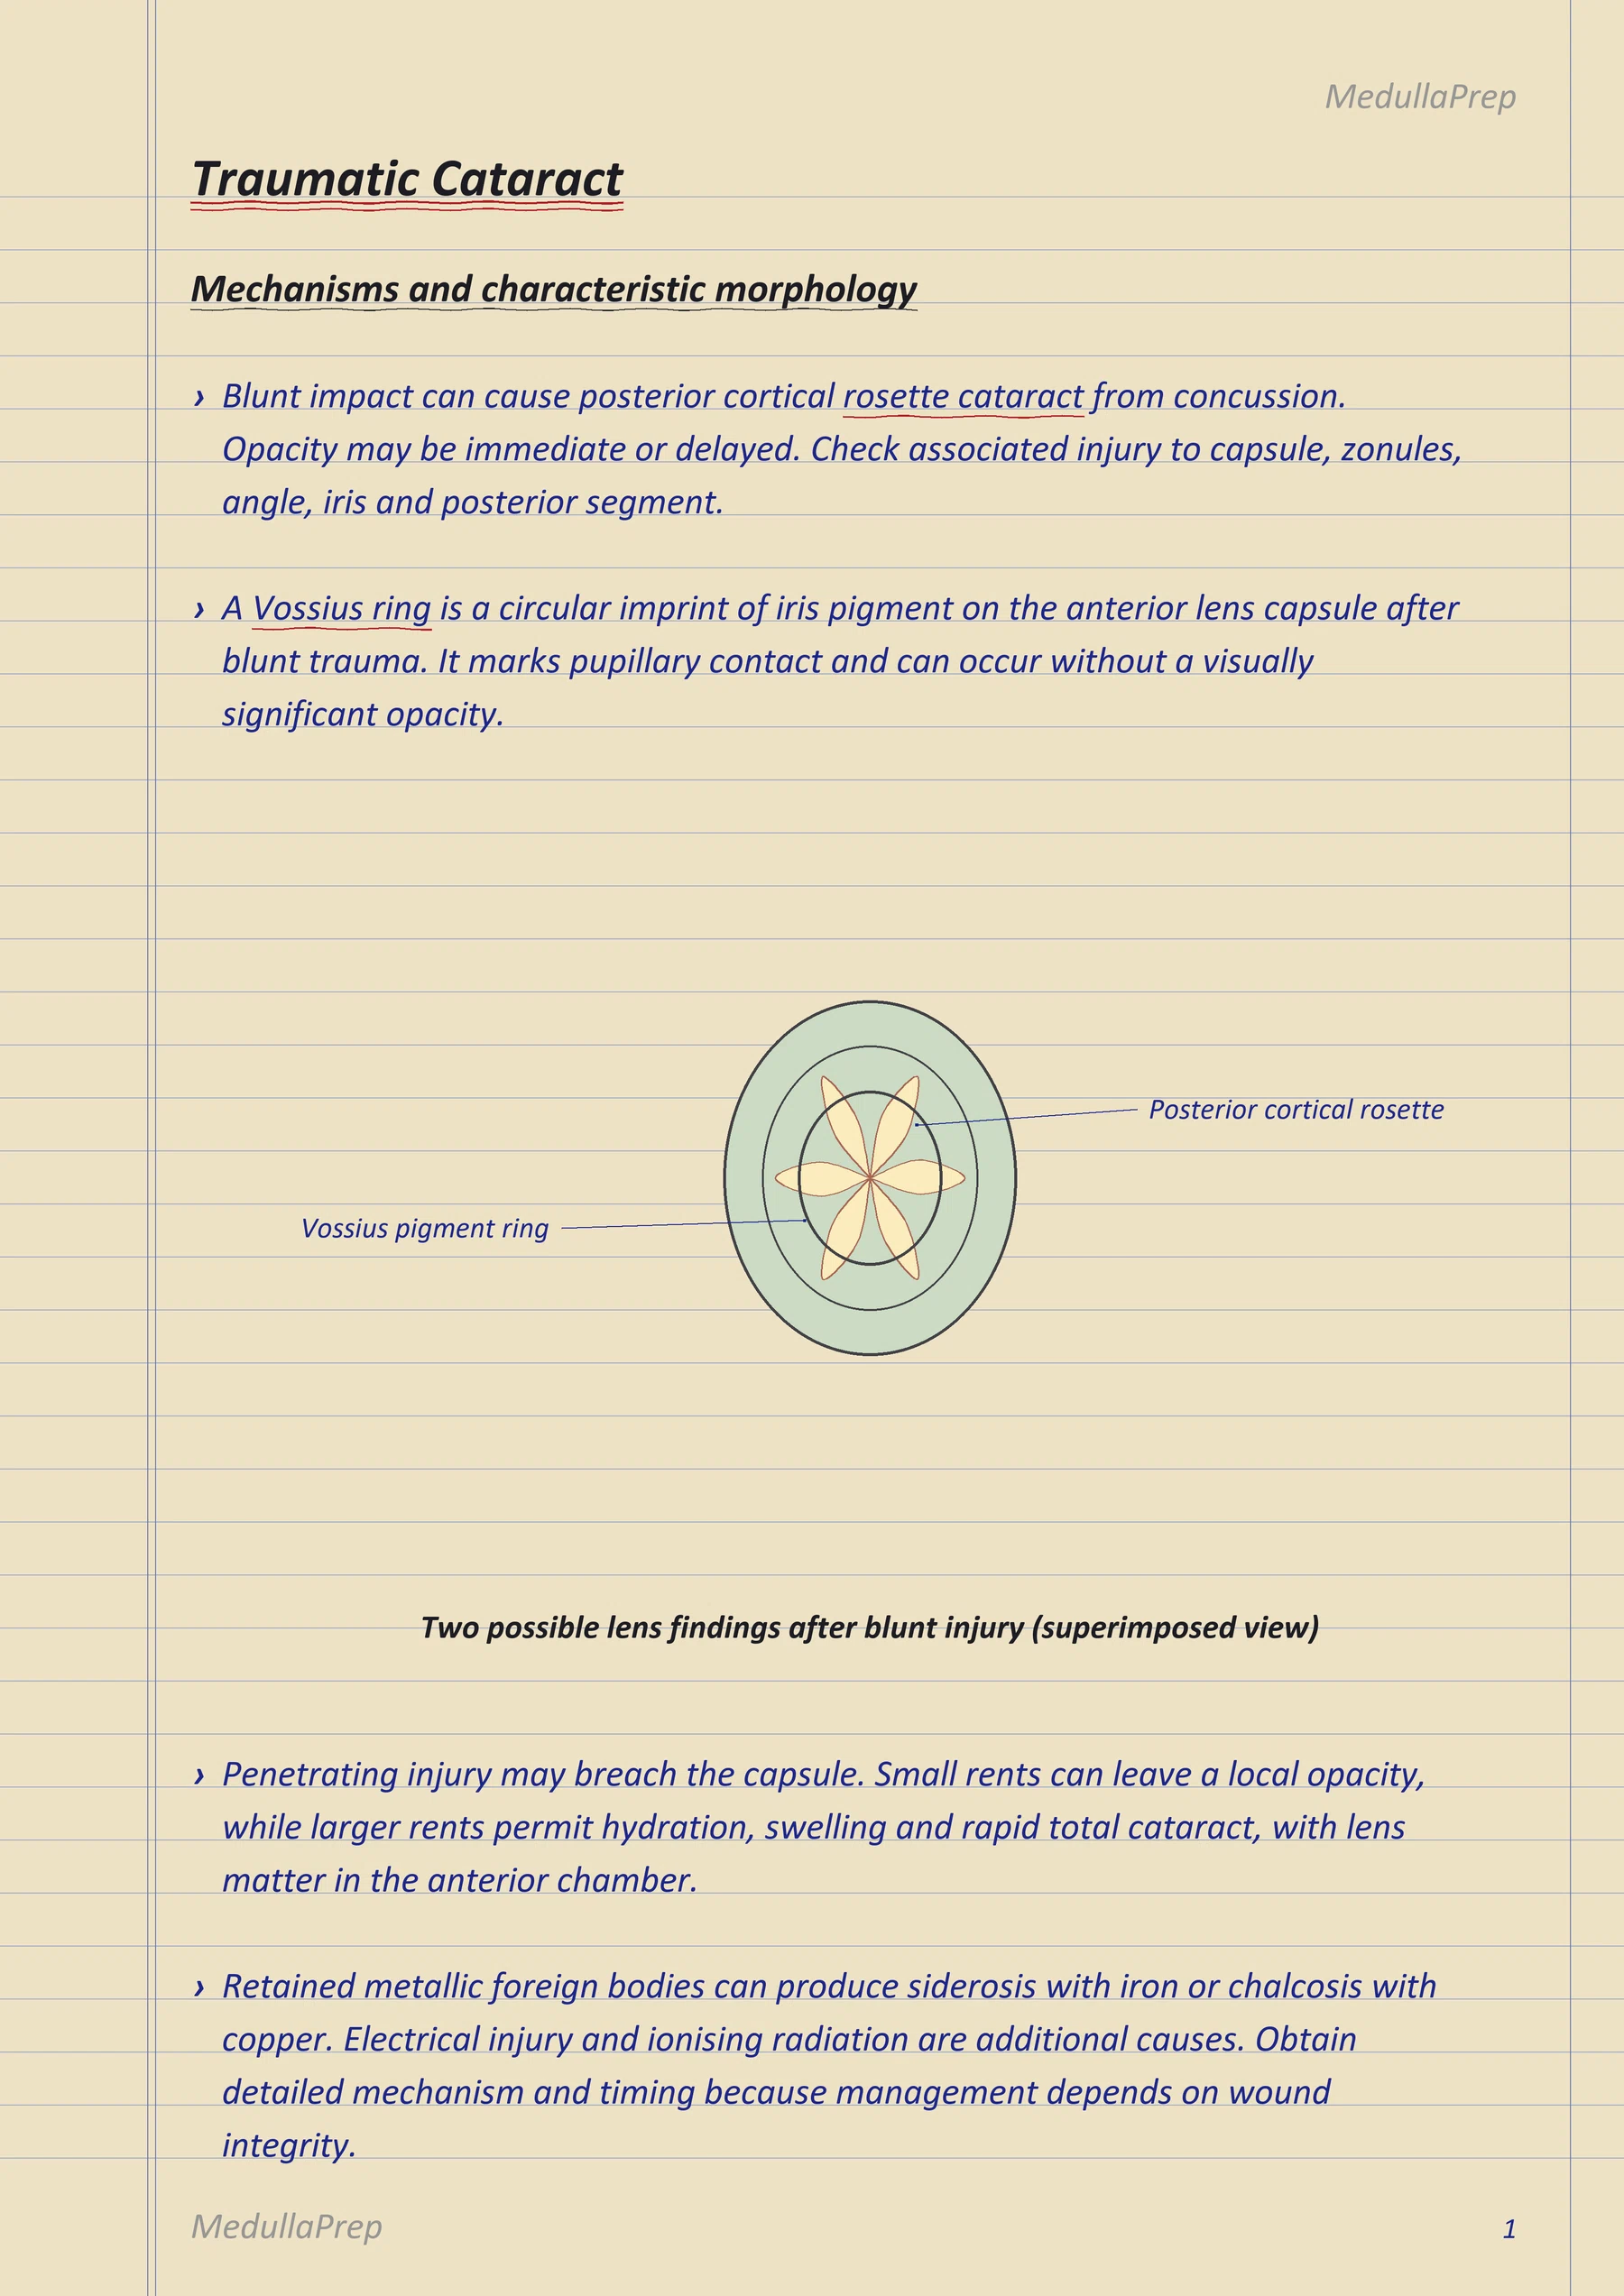 MedullaPrep
Traumatic Cataract
Mechanisms and characteristic morphology
› Blunt impact can cause posterior cortical rosette cataract from concussion.
Opacity may be immediate or delayed. Check associated injury to capsule, zonules,
angle, iris and posterior segment.
› A Vossius ring is a circular imprint of iris pigment on the anterior lens capsule after
blunt trauma. It marks pupillary contact and can occur without a visually
significant opacity.
Posterior cortical rosette
Vossius pigment ring
Two possible lens findings after blunt injury (superimposed view)
› Penetrating injury may breach the capsule. Small rents can leave a local opacity,
while larger rents permit hydration, swelling and rapid total cataract, with lens
matter in the anterior chamber.
› Retained metallic foreign bodies can produce siderosis with iron or chalcosis with
copper. Electrical injury and ionising radiation are additional causes. Obtain
detailed mechanism and timing because management depends on wound
integrity.
MedullaPrep
1